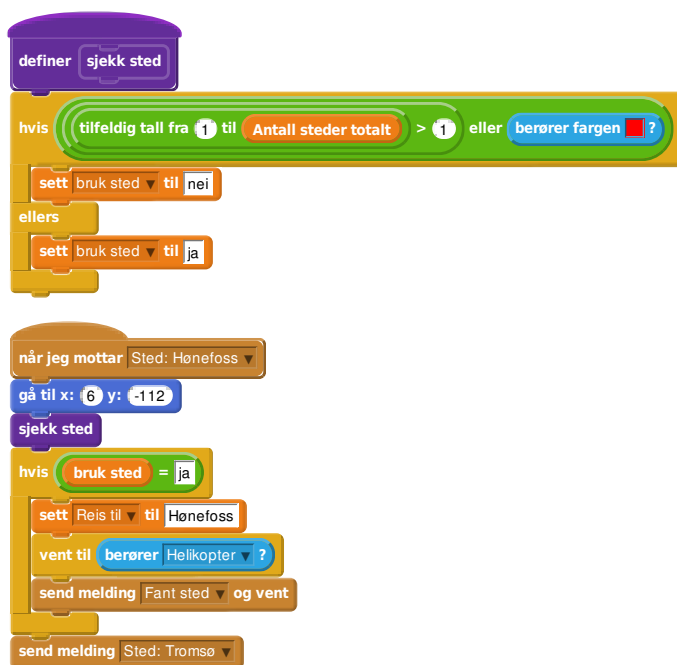 definer sjekk sted
hvis tilfeldig tall fra 1 til Antall steder totalt > 1 eller berører fargen ?
sett bruk sted til nei
ellers
sett bruk sted til ja
når jeg mottar Sted: Hønefoss
gå til x: 6 y: -112
sjekk sted
hvis bruk sted = ja
sett Reis til til Hønefoss
vent til berører Helikopter ?
send melding Fant sted og vent
send melding Sted: Tromsø